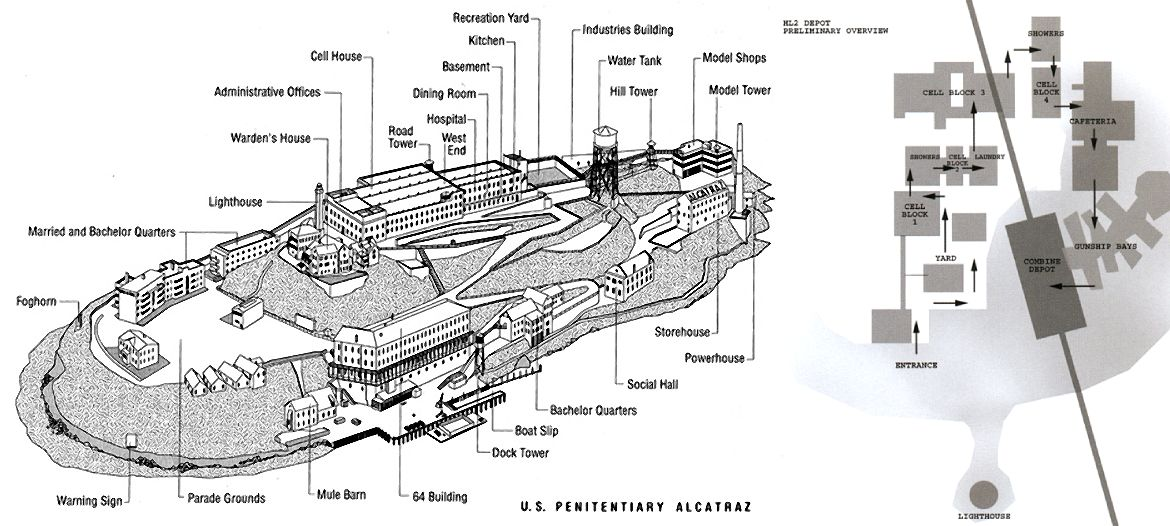 Recreation Yard
Kitchen
Industries Building
Cell House
Basement
Water Tank
Model Shops
Administrative Offices
Dining Room
Hill Tower
Model Tower
Hospital
Warden's House
Road
Tower
West
End
Lighthouse
ALCATRAZ
Married and Bachelor Quarters
Foghorn
Storehouse
Powerhouse
Social Hall
Bachelor Quarters
Boat Slip
Dock Tower
Warning Sign
Parade Grounds
Mule Barn
64 Building
U.S. PENITENTIARY ALCATRAZ
HL2 DEPOT
PRELIMINARY OVERVIEW
SHOWERS
CELL BLOCK 3
CELL
BLOCK
4
CAFETERIA
SHOWERS
CELL
BLOCK
2
LAUNDRY
CELL
BLOCK
1
YARD
GUNSHIP BAYS
COMBINE
DEPOT
ENTRANCE
LIGHTHOUSE